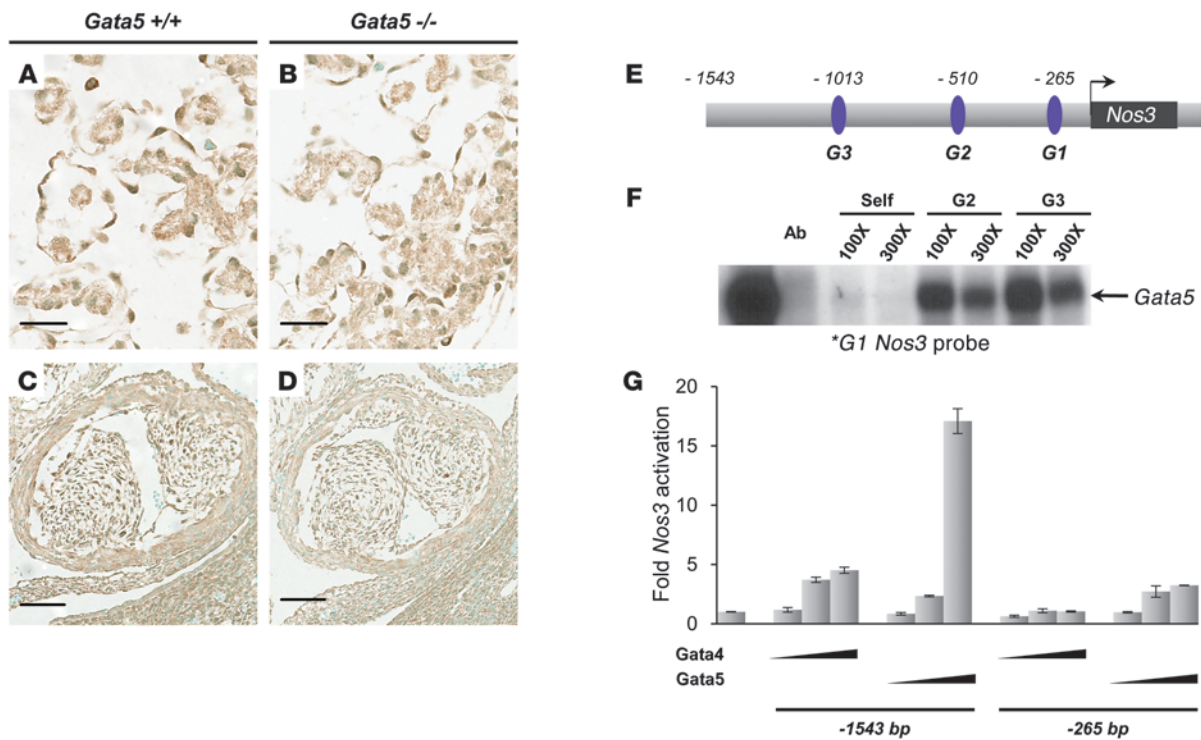 Gata5 +/+
Gata5 -/-
A
B
C
D
E
- 1543
- 1013
- 510
- 265
Nos3
G3
G2
G1
F
Self
G2
G3
Ab
100X
300X
100X
300X
100X
300X
Gata5
*G1 Nos3 probe
G
Fold Nos3 activation
20
15
10
5
0
Gata4
Gata5
-1543 bp
-265 bp